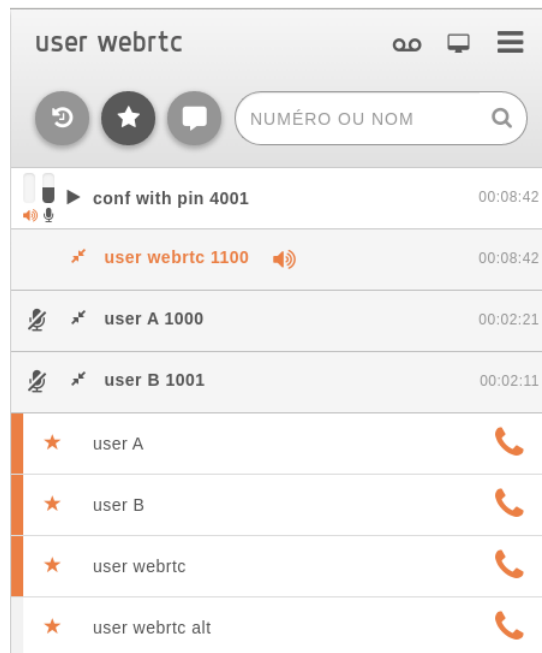 user webrtc
NUMÉRO OU NOM
conf with pin 4001 00:08:42
user webrtc 1100 00:08:42
user A 1000 00:02:21
user B 1001 00:02:11
user A
user B
user webrtc
user webrtc alt